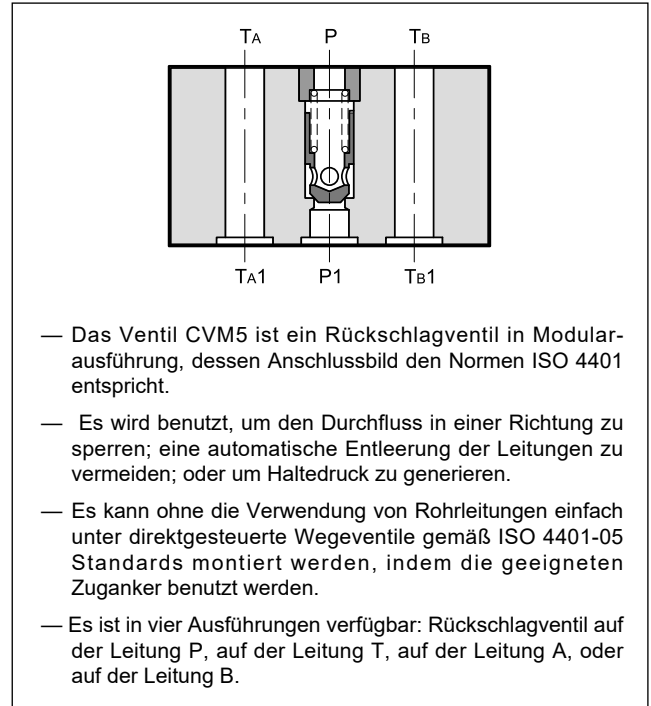 TA P TB
TA1 P1 TB1
— Das Ventil CVM5 ist ein Rückschlagventil in Modular-
ausführung, dessen Anschlussbild den Normen ISO 4401
entspricht.
— Es wird benutzt, um den Durchfluss in einer Richtung zu
sperren; eine automatische Entleerung der Leitungen zu
vermeiden; oder um Haltedruck zu generieren.
— Es kann ohne die Verwendung von Rohrleitungen einfach
unter direktgesteuerte Wegeventile gemäß ISO 4401-05
Standards montiert werden, indem die geeigneten
Zuganker benutzt werden.
— Es ist in vier Ausführungen verfügbar: Rückschlagventil auf
der Leitung P, auf der Leitung T, auf der Leitung A, oder
auf der Leitung B.